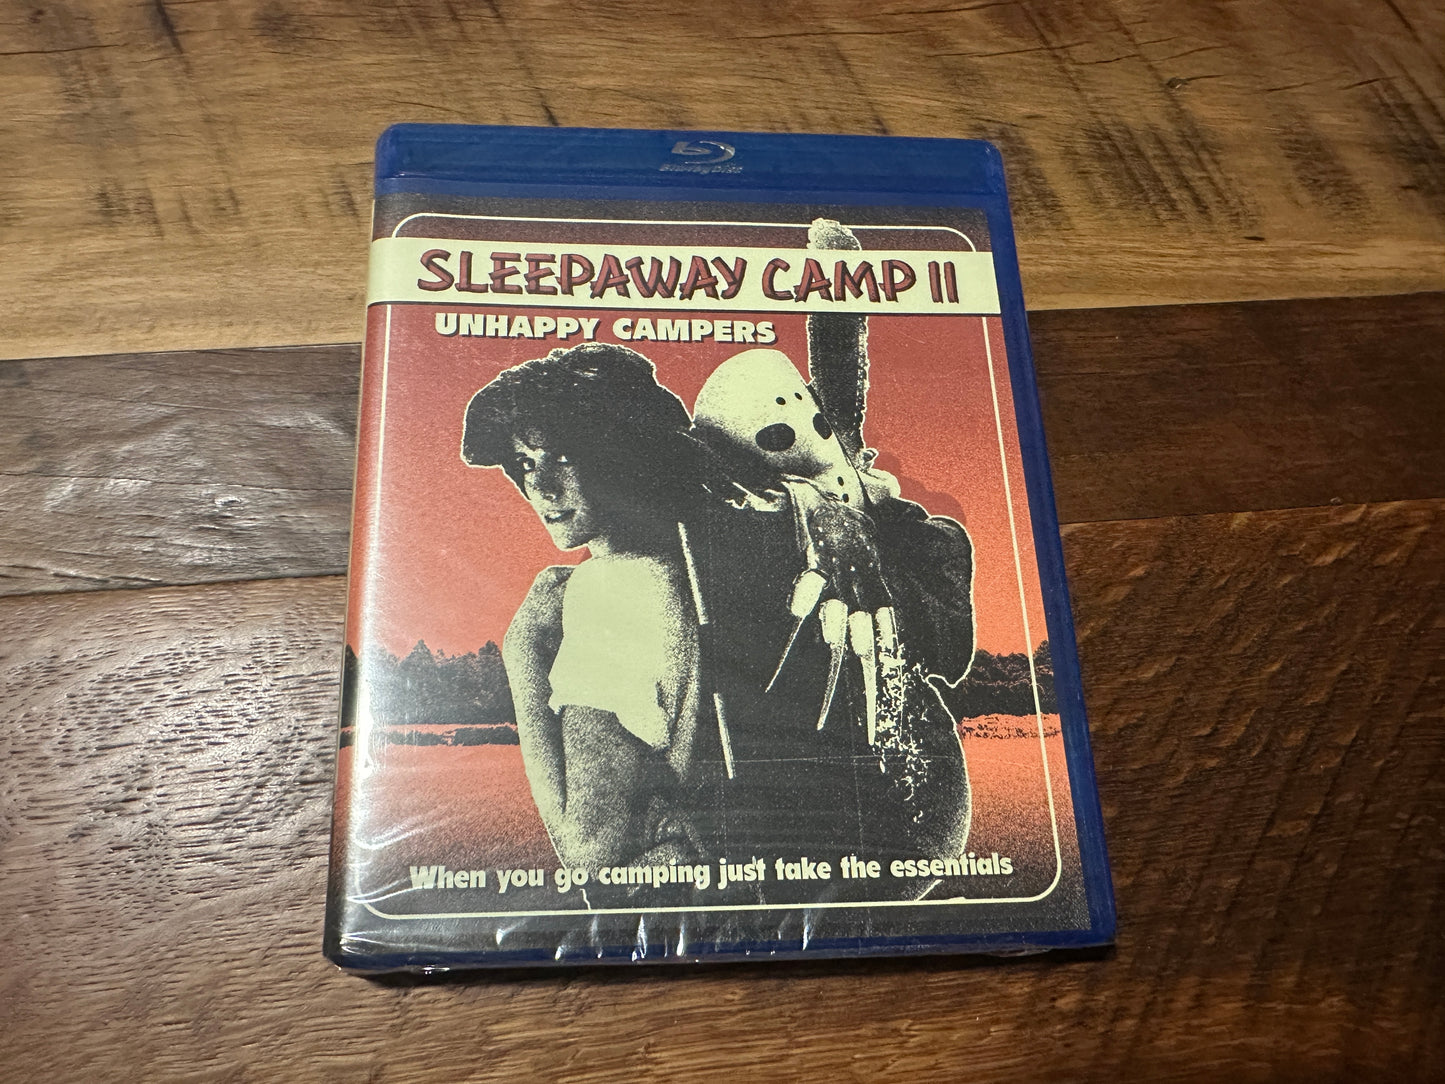 Blu-ray Disc
SLEEPAWAY CAMP II
UNHAPPY CAMPERS
When you go camping just take the essentials